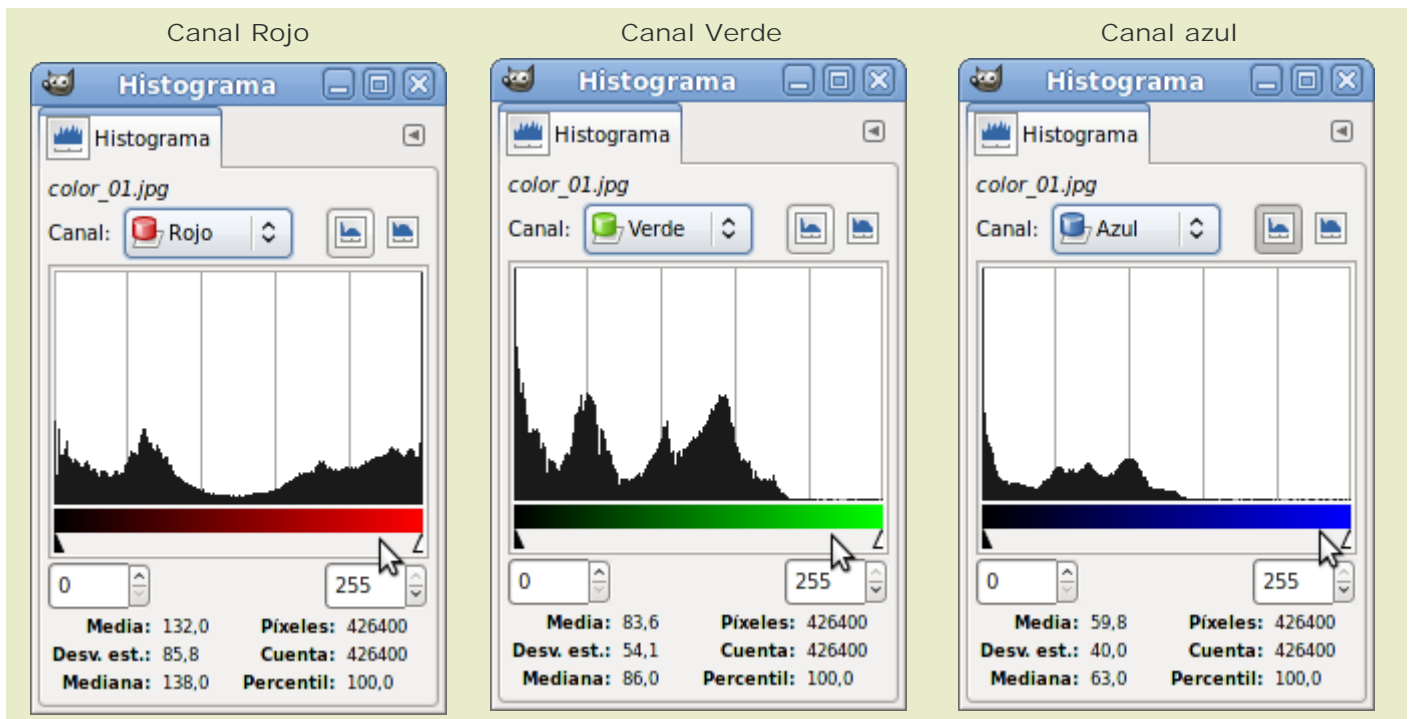 Canal Rojo
Histograma
Histograma
color_01.jpg
Canal: Rojo
0 255
Media: 132,0 Píxeles: 426400
Desv. est.: 85,8 Cuenta: 426400
Mediana: 138,0 Percentil: 100,0
Canal Verde
Histograma
Histograma
color_01.jpg
Canal: Verde
0 255
Media: 83,6 Píxeles: 426400
Desv. est.: 54,1 Cuenta: 426400
Mediana: 86,0 Percentil: 100,0
Canal azul
Histograma
Histograma
color_01.jpg
Canal: Azul
0 255
Media: 59,8 Píxeles: 426400
Desv. est.: 40,0 Cuenta: 426400
Mediana: 63,0 Percentil: 100,0